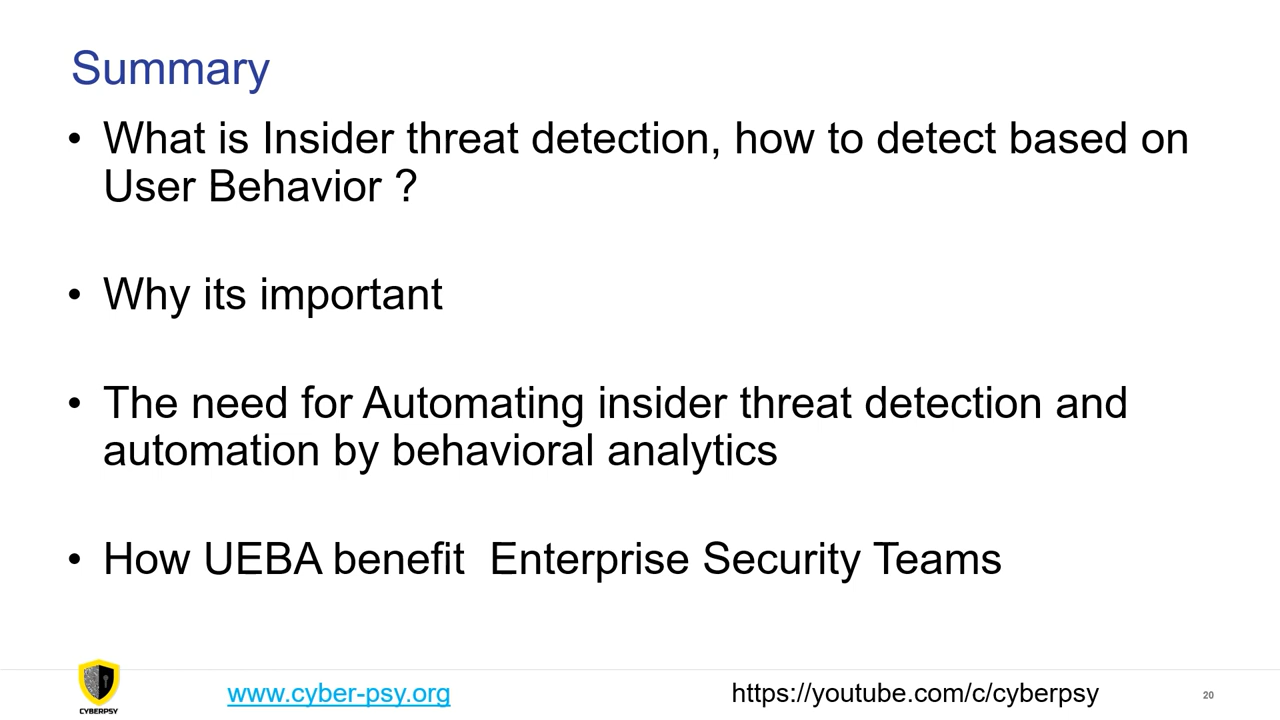 Summary
• What is Insider threat detection, how to detect based on
User Behavior ?
• Why its important
• The need for Automating insider threat detection and
automation by behavioral analytics
• How UEBA benefit  Enterprise Security Teams
CYBERPSY
www.cyber-psy.org
https://youtube.com/c/cyberpsy
20